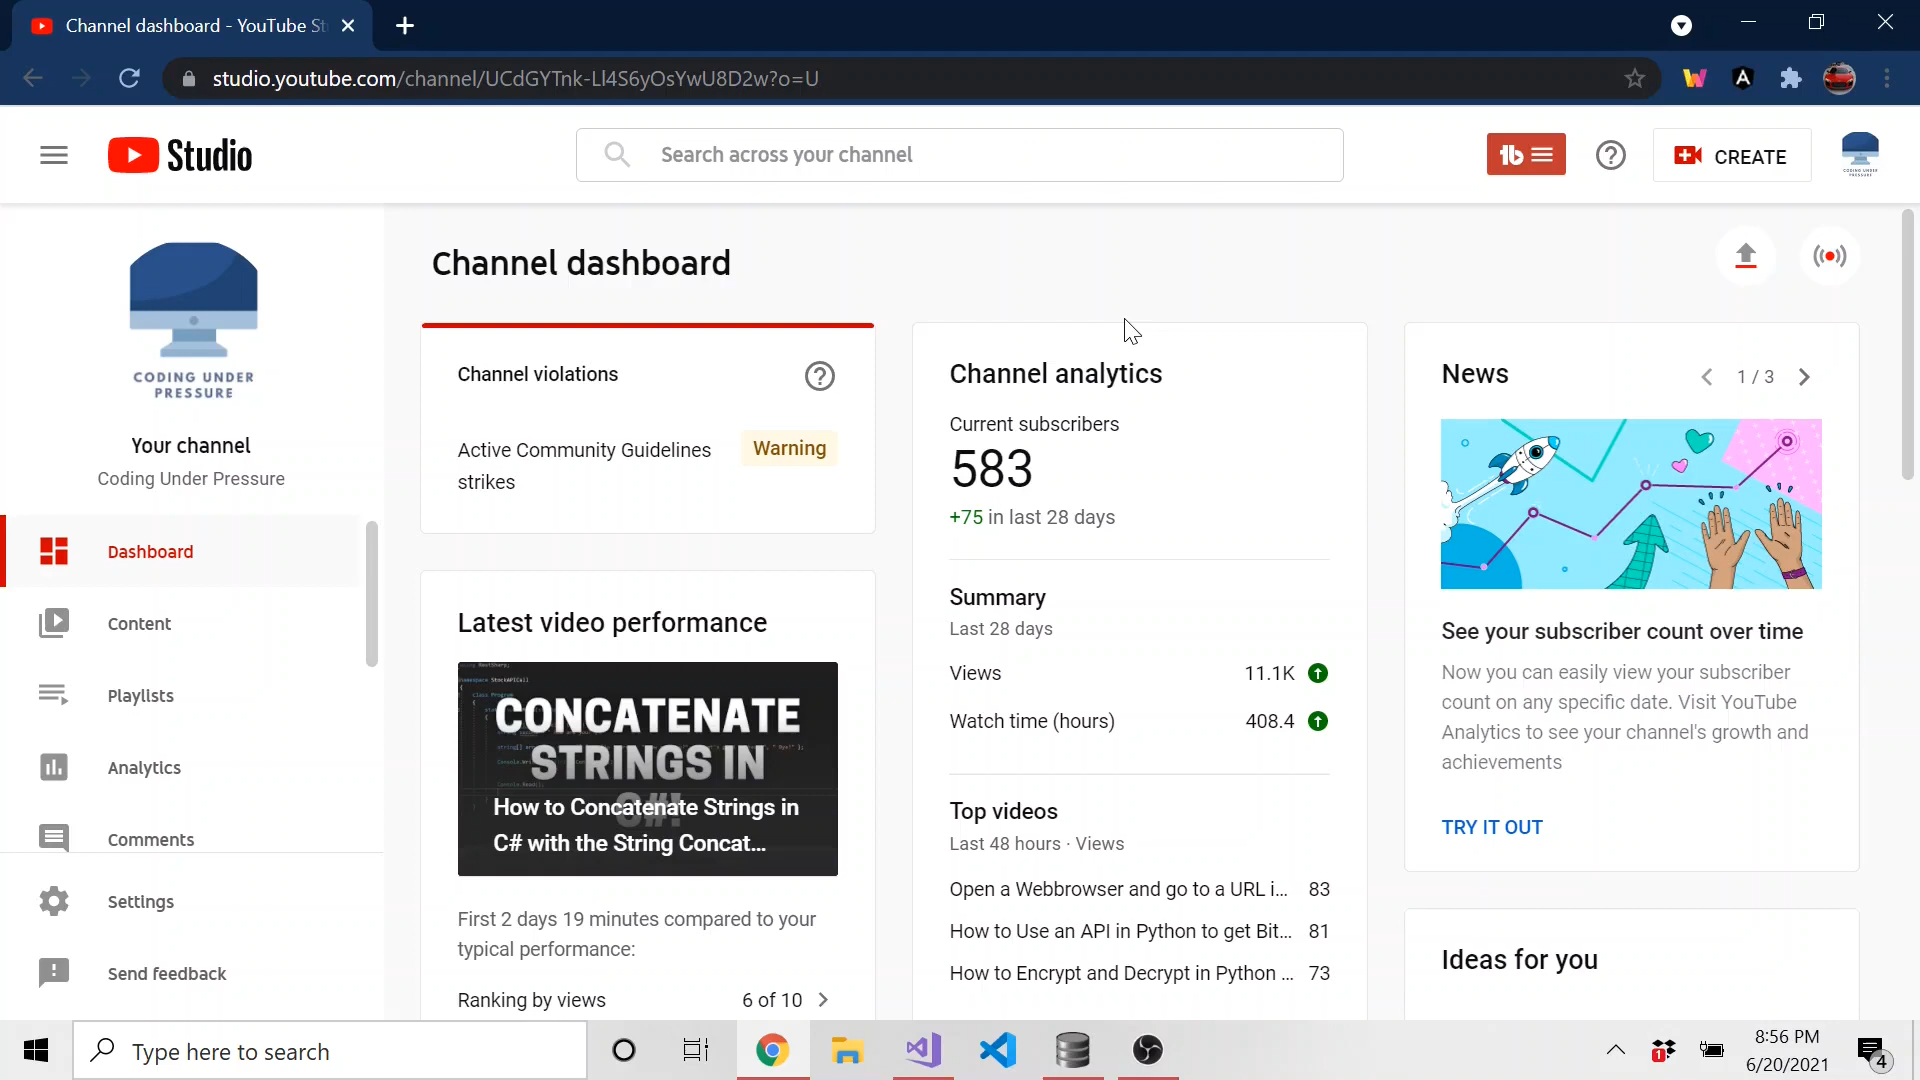 Channel dashboard - YouTube St
studio.youtube.com/channel/UCdGYTnk-Ll4S6yOsYwU8D2w?o=U
Studio
Search across your channel
CREATE
CODING UNDER
PRESSURE
CODING UNDER
PRESSURE
Your channel
Coding Under Pressure
Dashboard
Content
Playlists
Analytics
Comments
Settings
Send feedback
Channel dashboard
Channel violations
Active Community Guidelines
strikes
Warning
Latest video performance
CONCATENATE
STRINGS IN
C#!
How to Concatenate Strings in
C# with the String Concat...
First 2 days 19 minutes compared to your
typical performance:
Ranking by views 6 of 10
Channel analytics
Current subscribers
583
+75 in last 28 days
Summary
Last 28 days
Views 11.1K
Watch time (hours) 408.4
Top videos
Last 48 hours · Views
Open a Webbrowser and go to a URL i... 83
How to Use an API in Python to get Bit... 81
How to Encrypt and Decrypt in Python ... 73
News
1 / 3
See your subscriber count over time
Now you can easily view your subscriber
count on any specific date. Visit YouTube
Analytics to see your channel's growth and
achievements
TRY IT OUT
Ideas for you
Type here to search
1
8:56 PM
6/20/2021
4